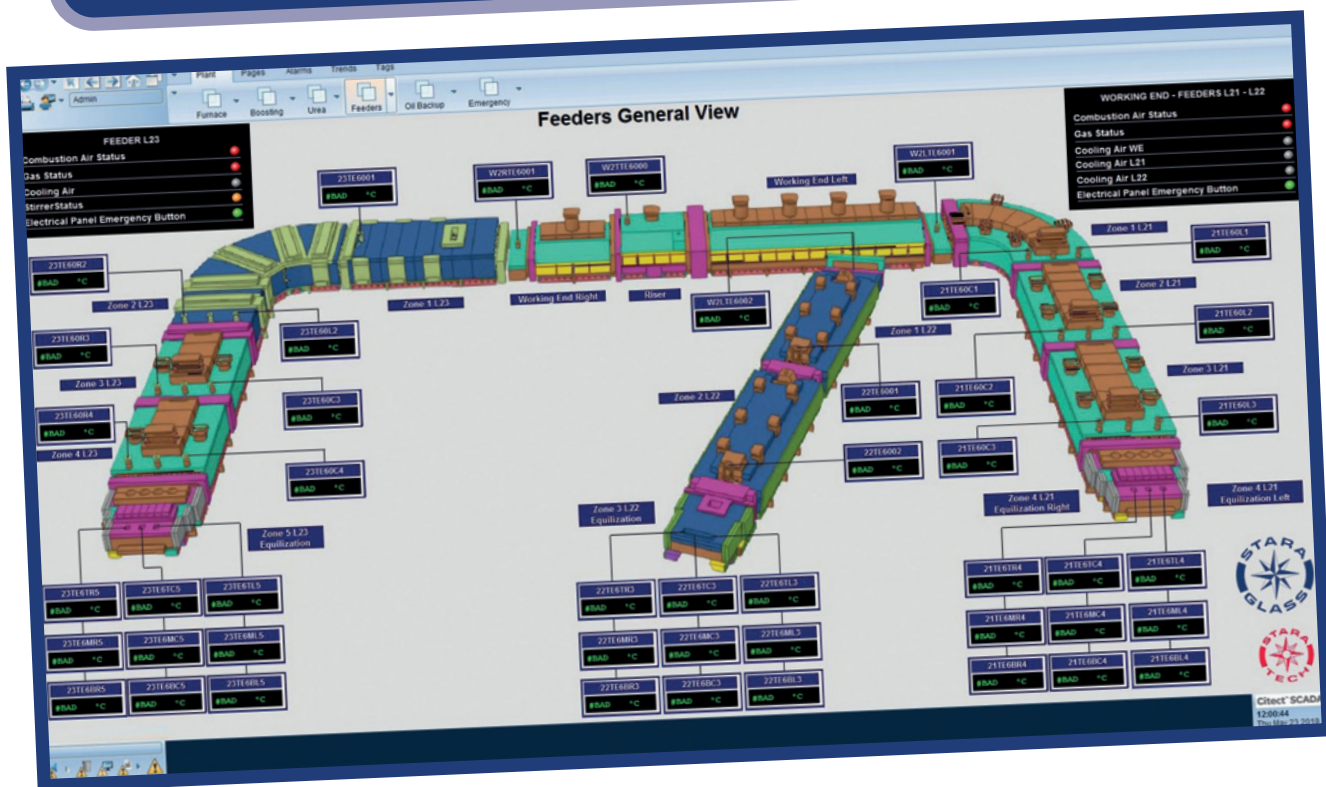 Plant Pages Alarms Trends Tags
Admin
Furnace Boosting Urea Feeders Oil Backup Emergency
Feeders General View
FEEDER L23
Combustion Air Status
Gas Status
Cooling Air
StirrerStatus
Electrical Panel Emergency Button
WORKING END - FEEDERS L21 - L22
Combustion Air Status
Gas Status
Cooling Air WE
Cooling Air L21
Cooling Air L22
Electrical Panel Emergency Button
23TE6001
#BAD °C
W2RTE6001
#BAD °C
W2TTE6000
#BAD °C
Working End Left
W2LTE6001
#BAD °C
Zone 1 L21
21TE60L1
#BAD °C
23TE60R2
#BAD °C
Zone 2 L23
Zone 1 L23
Working End Right
Riser
W2LTE6002
#BAD °C
21TE60C1
#BAD °C
Zone 2 L21
21TE60L2
#BAD °C
23TE60R3
#BAD °C
23TE60L2
#BAD °C
Zone 1 L22
Zone 3 L23
Zone 2 L22
Zone 3 L21
23TE60C3
#BAD °C
22TE6001
#BAD °C
21TE60C2
#BAD °C
21TE60L3
#BAD °C
23TE60R4
#BAD °C
Zone 4 L23
23TE60C4
#BAD °C
22TE6002
#BAD °C
21TE60C3
#BAD °C
Zone 5 L23
Equilization
Zone 3 L22
Equilization
Zone 4 L21
Equilization Right
Zone 4 L21
Equilization Left
23TE6TR5 23TE6TC5 23TE6TL5
#BAD °C #BAD °C #BAD °C
23TE6MR5 23TE6MC5 23TE6ML5
#BAD °C #BAD °C #BAD °C
23TE6BR5 23TE6BC5 23TE6BL5
#BAD °C #BAD °C #BAD °C
22TE6TR3 22TE6TC3 22TE6TL3
#BAD °C #BAD °C #BAD °C
22TE6MR3 22TE6MC3 22TE6ML3
#BAD °C #BAD °C #BAD °C
22TE6BR3 22TE6BC3 22TE6BL3
#BAD °C #BAD °C #BAD °C
21TE6TR4 21TE6TC4 21TE6TL4
#BAD °C #BAD °C #BAD °C
21TE6MR4 21TE6MC4 21TE6ML4
#BAD °C #BAD °C #BAD °C
21TE6BR4 21TE6BC4 21TE6BL4
#BAD °C #BAD °C #BAD °C
STARA GLASS
STARA TECH
Citect SCADA
12:00:44
Thu Mar 23 2018